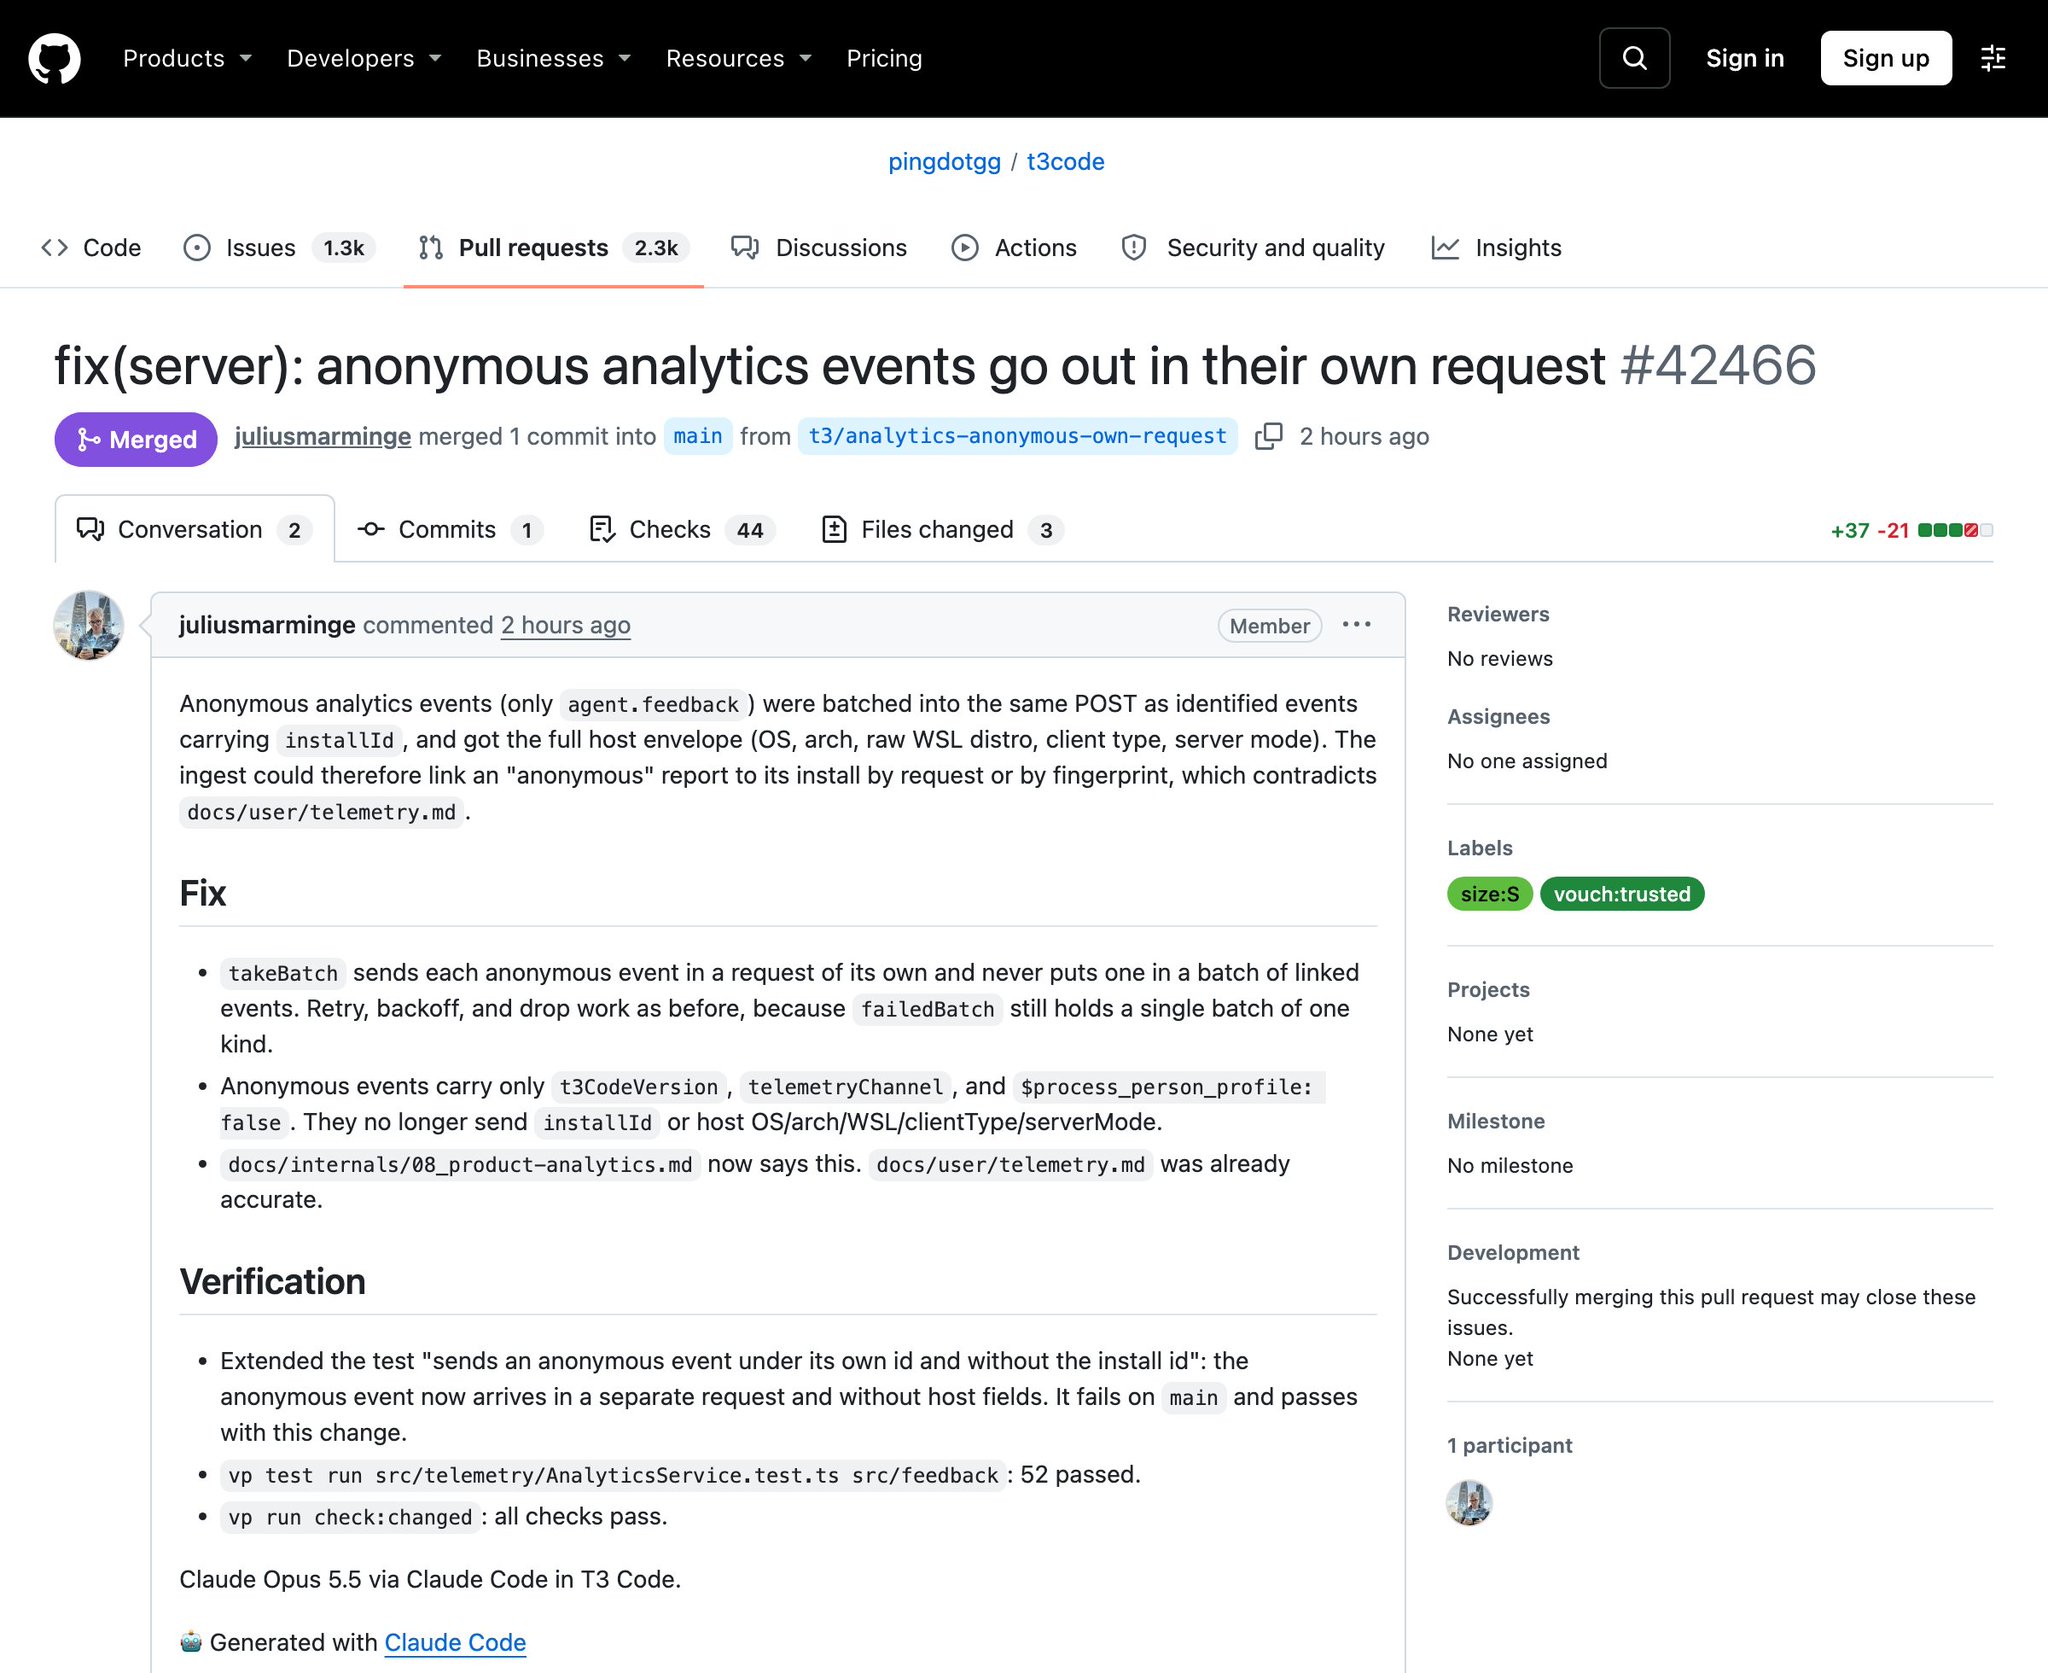 Products Developers Businesses Resources Pricing Sign in Sign up
pingdotgg / t3code
Code Issues 1.3k Pull requests 2.3k Discussions Actions Security and quality Insights
fix(server): anonymous analytics events go out in their own request #42466
Merged juliusmarminge merged 1 commit into main from t3/analytics-anonymous-own-request 2 hours ago
Conversation 2 Commits 1 Checks 44 Files changed 3 +37 -21
juliusmarminge commented 2 hours ago Member
Anonymous analytics events (only agent.feedback) were batched into the same POST as identified events
carrying installId, and got the full host envelope (OS, arch, raw WSL distro, client type, server mode). The
ingest could therefore link an "anonymous" report to its install by request or by fingerprint, which contradicts
docs/user/telemetry.md.
Fix
• takeBatch sends each anonymous event in a request of its own and never puts one in a batch of linked
events. Retry, backoff, and drop work as before, because failedBatch still holds a single batch of one
kind.
• Anonymous events carry only t3CodeVersion, telemetryChannel, and $process_person_profile:
false. They no longer send installId or host OS/arch/WSL/clientType/serverMode.
• docs/internals/08_product-analytics.md now says this. docs/user/telemetry.md was already
accurate.
Verification
• Extended the test "sends an anonymous event under its own id and without the install id": the
anonymous event now arrives in a separate request and without host fields. It fails on main and passes
with this change.
• vp test run src/telemetry/AnalyticsService.test.ts src/feedback: 52 passed.
• vp run check:changed: all checks pass.
Claude Opus 5.5 via Claude Code in T3 Code.
🤖 Generated with Claude Code
Reviewers
No reviews
Assignees
No one assigned
Labels
size:S vouch:trusted
Projects
None yet
Milestone
No milestone
Development
Successfully merging this pull request may close these
issues.
None yet
1 participant